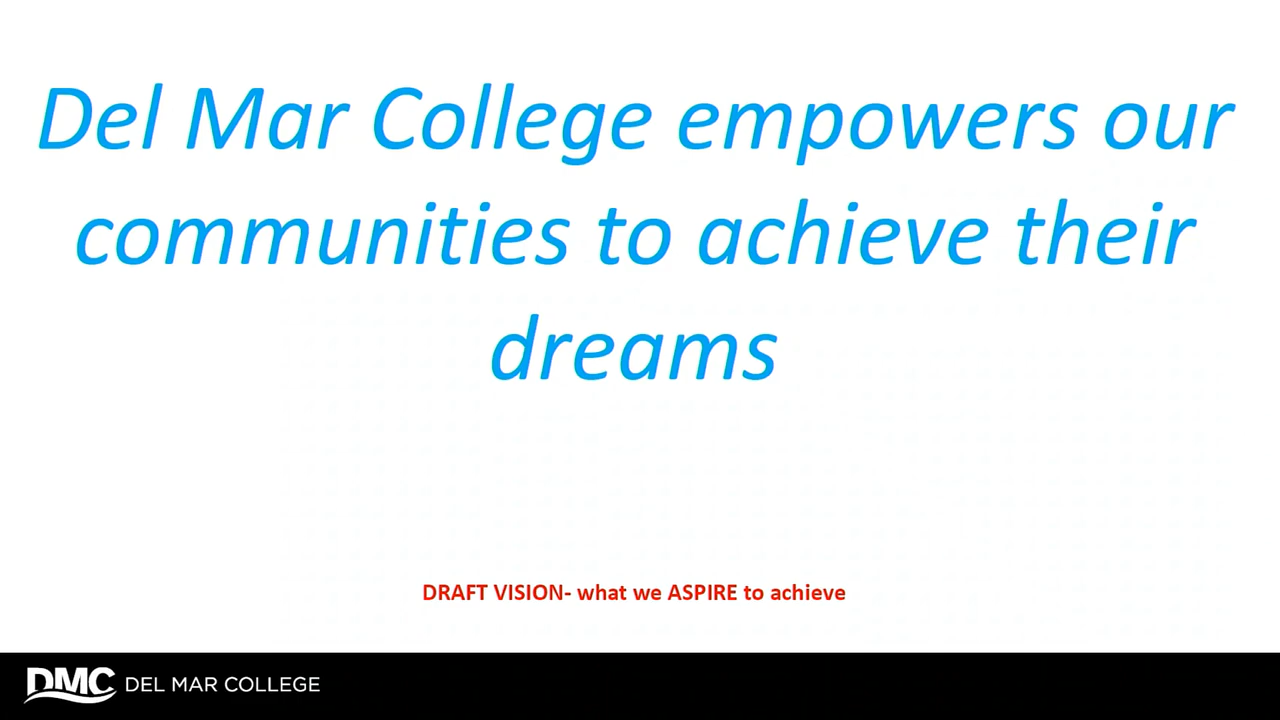 Del Mar College empowers our
communities to achieve their
dreams
DRAFT VISION- what we ASPIRE to achieve
DMC DEL MAR COLLEGE